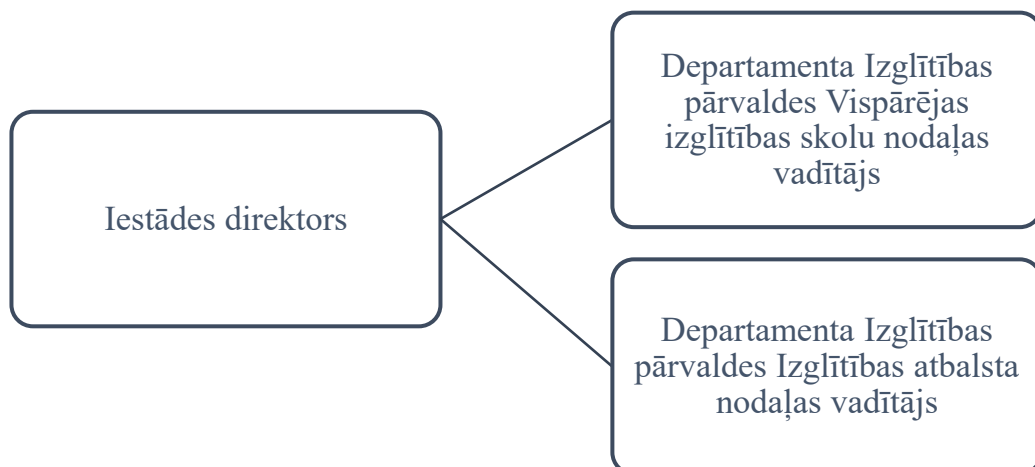 Iestādes direktors
Departamenta Izglītības
pārvaldes Vispārējas
izglītības skolu nodaļas
vadītājs
Departamenta Izglītības
pārvaldes Izglītības atbalsta
nodaļas vadītājs